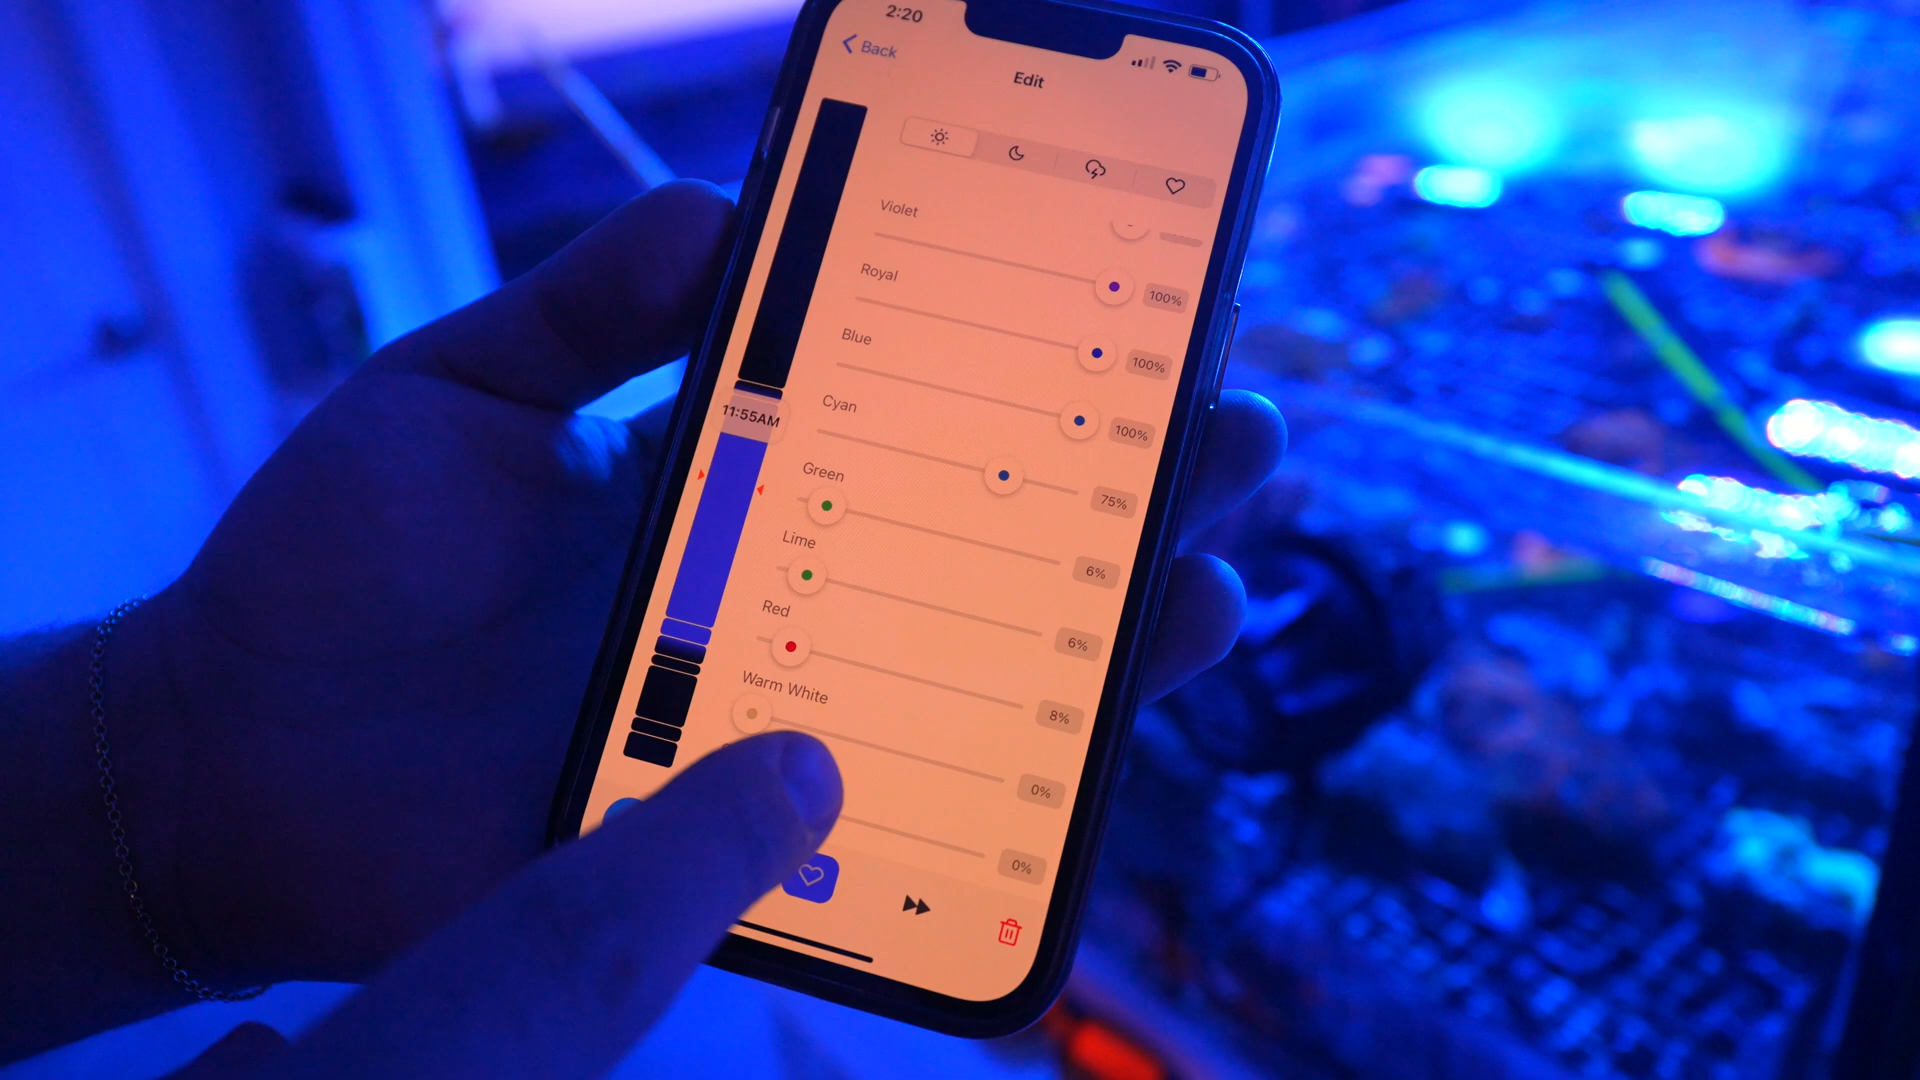 2:20
Back
Edit
Violet
100%
Royal
100%
Blue
100%
Cyan
75%
Green
6%
Lime
6%
Red
8%
Warm White
0%
0%
11:55AM